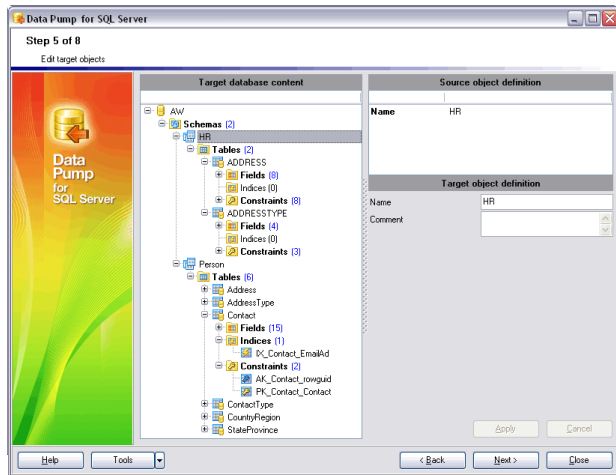 Data Pump for SQL Server
Step 5 of 8
Edit target objects
Data
Pump
for
SQL Server
Target database content
AW
Schemas (2)
HR
Tables (2)
ADDRESS
Fields (8)
Indices (0)
Constraints (8)
ADDRESSTYPE
Fields (4)
Indices (0)
Constraints (3)
Person
Tables (6)
Address
AddressType
Contact
Fields (15)
Indices (1)
IX_Contact_EmailAd
Constraints (2)
AK_Contact_rowguid
PK_Contact_Contact
ContactType
CountryRegion
StateProvince
Source object definition
Name HR
Target object definition
Name HR
Comment
Apply Cancel
Help Tools < Back Next > Close